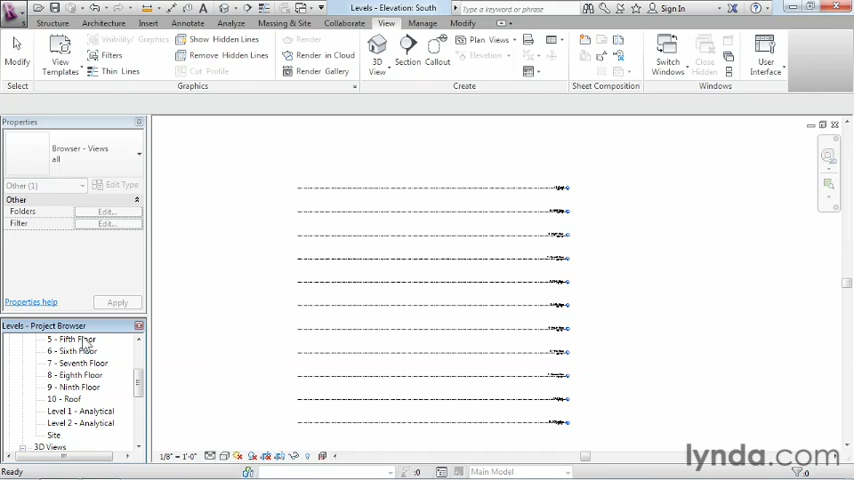 Levels - Elevation: South
Type a keyword or phrase
Sign In
Structure Architecture Insert Annotate Analyze Massing & Site Collaborate View Manage Modify
Modify
View Templates
Visibility/ Graphics
Filters
Thin Lines
Show Hidden Lines
Remove Hidden Lines
Cut Profile
Render
Render in Cloud
Render Gallery
3D View
Section
Callout
Plan Views
Elevation
Switch Windows
Close Hidden
User Interface
Select Graphics Create Sheet Composition Windows
Properties
Browser - Views
all
Other (1) Edit Type
Other
Folders Edit...
Filter Edit...
Properties help Apply
Levels - Project Browser
5 - Fifth Floor
6 - Sixth Floor
7 - Seventh Floor
8 - Eighth Floor
9 - Ninth Floor
10 - Roof
Level 1 - Analytical
Level 2 - Analytical
Site
3D Views
1/8" = 1'-0"
Ready
:0
Main Model
:0
lynda.com